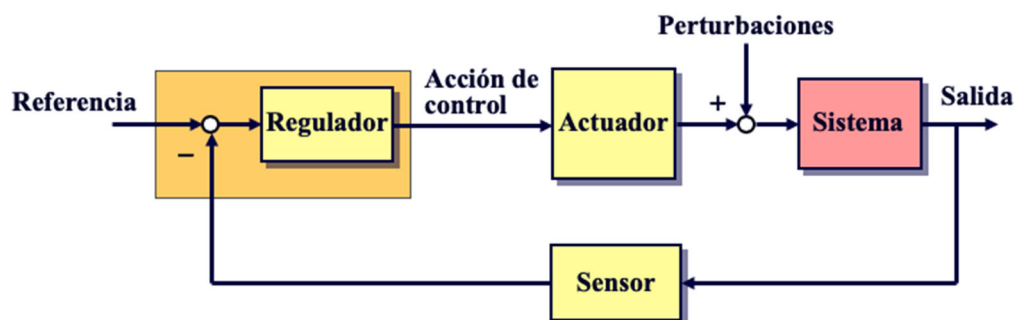 Perturbaciones
Referencia
Acción de
control
Regulador
Actuador
+
Sistema
Salida
–
Sensor